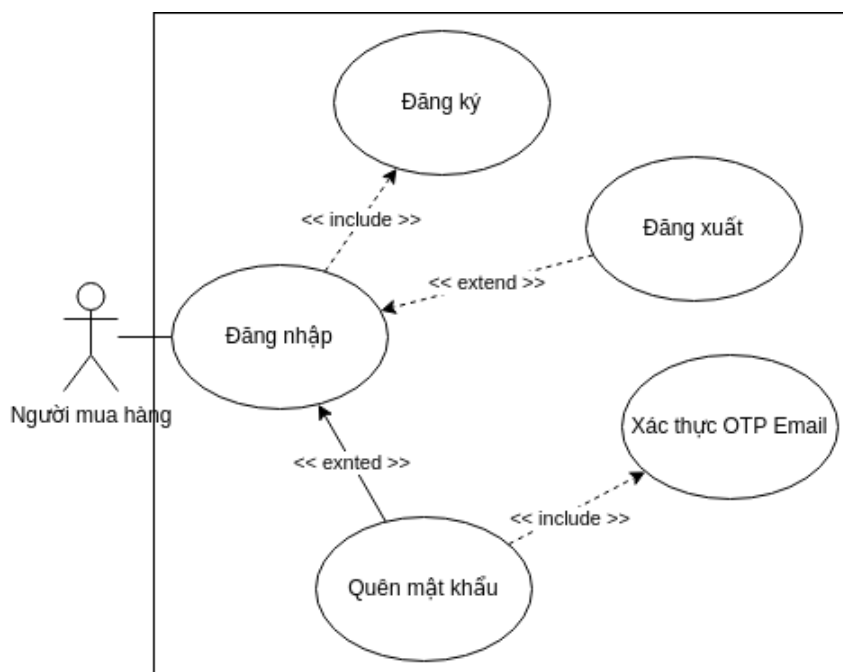 Đăng ký
<< include >>
Đăng xuất
<< extend >>
Đăng nhập
Người mua hàng
Xác thực OTP Email
<< exnted >>
<< include >>
Quên mật khẩu